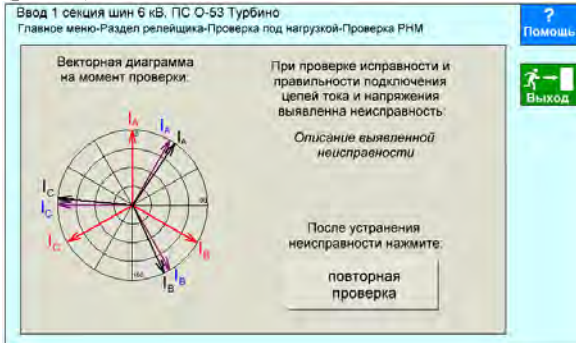 Ввод 1 секция шин 6 кВ, ПС О-53 Турбино
Главное меню-Раздел релейщика-Проверка под нагрузкой-Проверка РНМ
?
Помощь
Выход
Векторная диаграмма
на момент проверки:
При проверке исправности и
правильности подключения
цепей тока и напряжения
выявлена неисправность:
Описание выявленной
неисправности
IA
IA
IA
IC
IC
IC
IB
IB
IB
После устранения
неисправности нажмите:
повторная
проверка